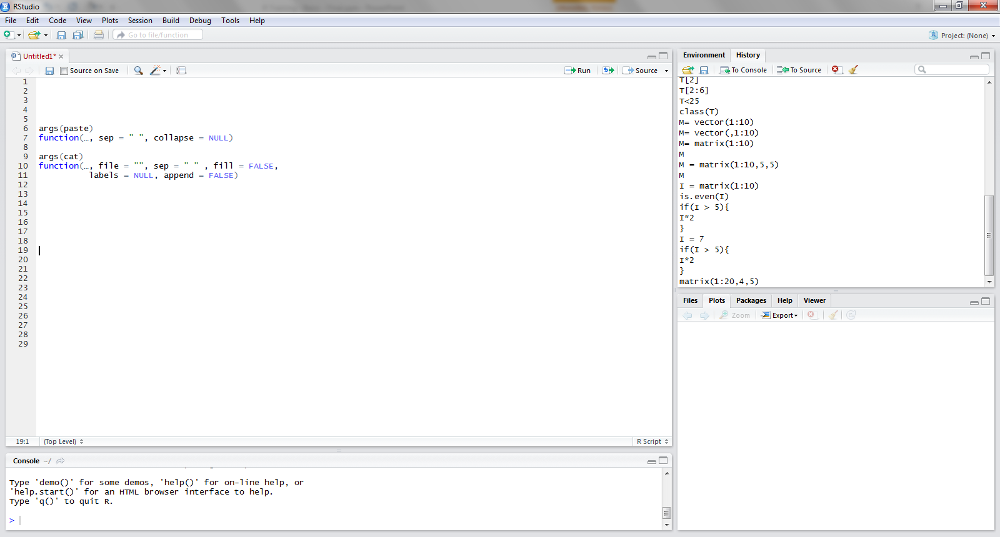 RStudio
File Edit Code View Plots Session Build Debug Tools Help
Go to file/function
Project: (None)
Untitled1*
Source on Save
Run
Source
1
2
3
4
5
6 args(paste)
7 function(…, sep = " ", collapse = NULL)
8
9 args(cat)
10 function(…, file = "", sep = " " , fill = FALSE,
11 labels = NULL, append = FALSE)
12
13
14
15
16
17
18
19
20
21
22
23
24
25
26
27
28
29
19:1 (Top Level) R Script
Console ~/
Type 'demo()' for some demos, 'help()' for on-line help, or
'help.start()' for an HTML browser interface to help.
Type 'q()' to quit R.
>
Environment History
To Console To Source
T[2]
T[2:6]
T<25
class(T)
M= vector(1:10)
M= vector(,1:10)
M= matrix(1:10)
M
M = matrix(1:10,5,5)
M
I = matrix(1:10)
is.even(I)
if(I > 5){
I*2
}
I = 7
if(I > 5){
I*2
}
matrix(1:20,4,5)
Files Plots Packages Help Viewer
Zoom Export